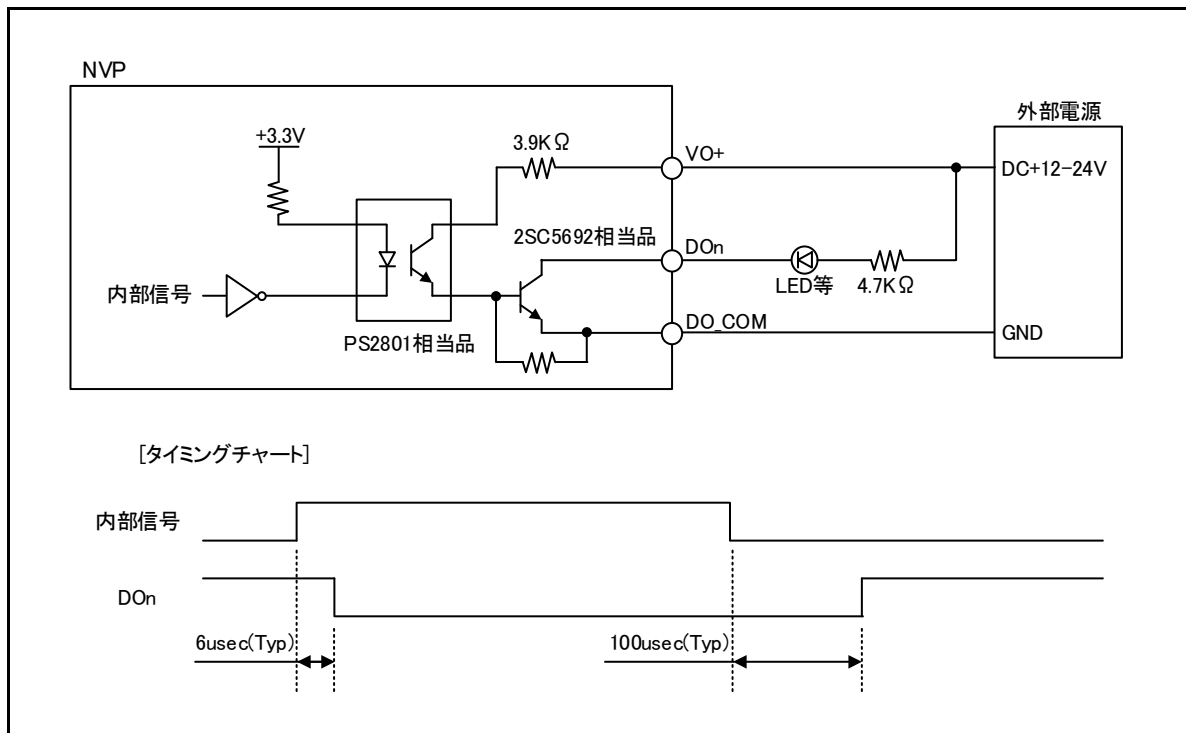 NVP
外部電源
+3.3V
3.9KΩ
VO+
DC+12-24V
2SC5692相当品
DOn
内部信号
LED等
4.7KΩ
PS2801相当品
DO_COM
GND
[タイミングチャート]
内部信号
DOn
6usec(Typ)
100usec(Typ)